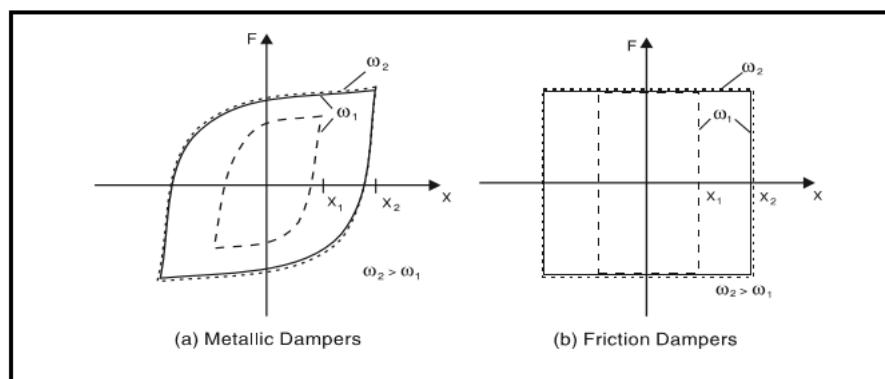 F
ω₂
ω₁
X₁
X₂
X
ω₂ > ω₁
(a) Metallic Dampers
F
ω₂
ω₁
X₁
X₂
X
ω₂ > ω₁
(b) Friction Dampers